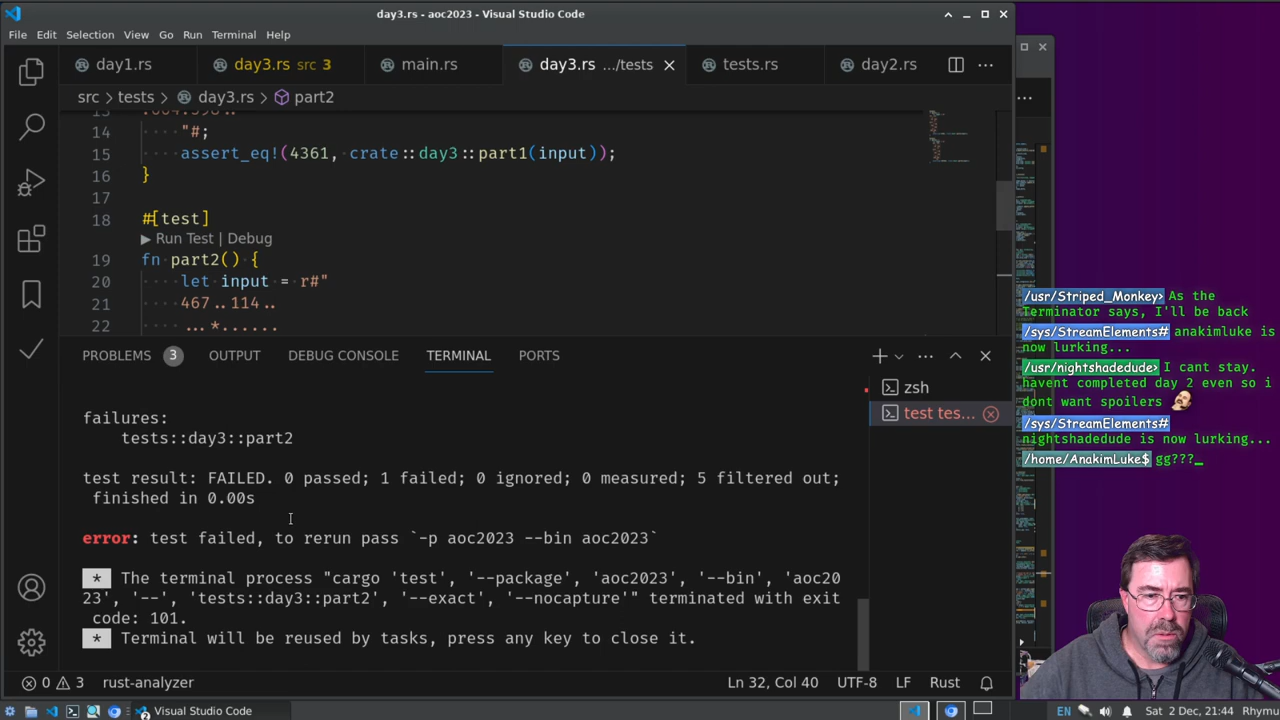 day3.rs - aoc2023 - Visual Studio Code
File Edit Selection View Go Run Terminal Help
day1.rs day3.rs src 3 main.rs day3.rs .../tests tests.rs day2.rs
src > tests > day3.rs > part2
14 ···· "#;
15 ···· assert_eq!(4361, crate::day3::part1(input));
16 }
17
18 #[test]
▶ Run Test | Debug
19 fn part2() {
20 ···· let input = r#"
21 ···· 467..114..
22 ···· ...*......
PROBLEMS 3 OUTPUT DEBUG CONSOLE TERMINAL PORTS
zsh
test tes...
failures:
tests::day3::part2
test result: FAILED. 0 passed; 1 failed; 0 ignored; 0 measured; 5 filtered out;
finished in 0.00s
error: test failed, to rerun pass `-p aoc2023 --bin aoc2023`
* The terminal process "cargo 'test', '--package', 'aoc2023', '--bin', 'aoc20
23', '--', 'tests::day3::part2', '--exact', '--nocapture'" terminated with exit
code: 101.
* Terminal will be reused by tasks, press any key to close it.
0 3 rust-analyzer Ln 32, Col 40 UTF-8 LF Rust
/usr/Striped_Monkey> As the
Terminator says, I'll be back
/sys/StreamElements# anakimluke is
now lurking...
/usr/nightshadedude> I cant stay.
havent completed day 2 even so i
dont want spoilers
/sys/StreamElements#
nightshadedude is now lurking...
/home/AnakimLuke$ gg???_
2 Visual Studio Code EN Sat 2 Dec, 21:44 Rhymu